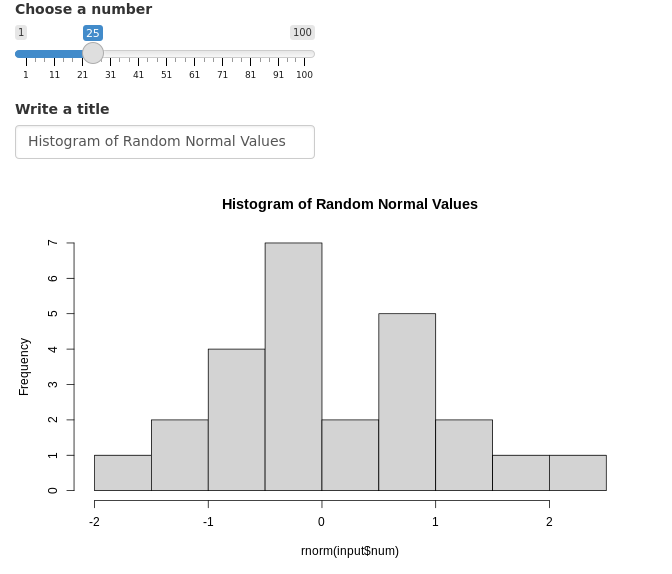 Choose a number
1 25 100
1 11 21 31 41 51 61 71 81 91 100
Write a title
Histogram of Random Normal Values
Histogram of Random Normal Values
7
6
5
4
3
2
1
0
Frequency
-2 -1 0 1 2
rnorm(input$num)